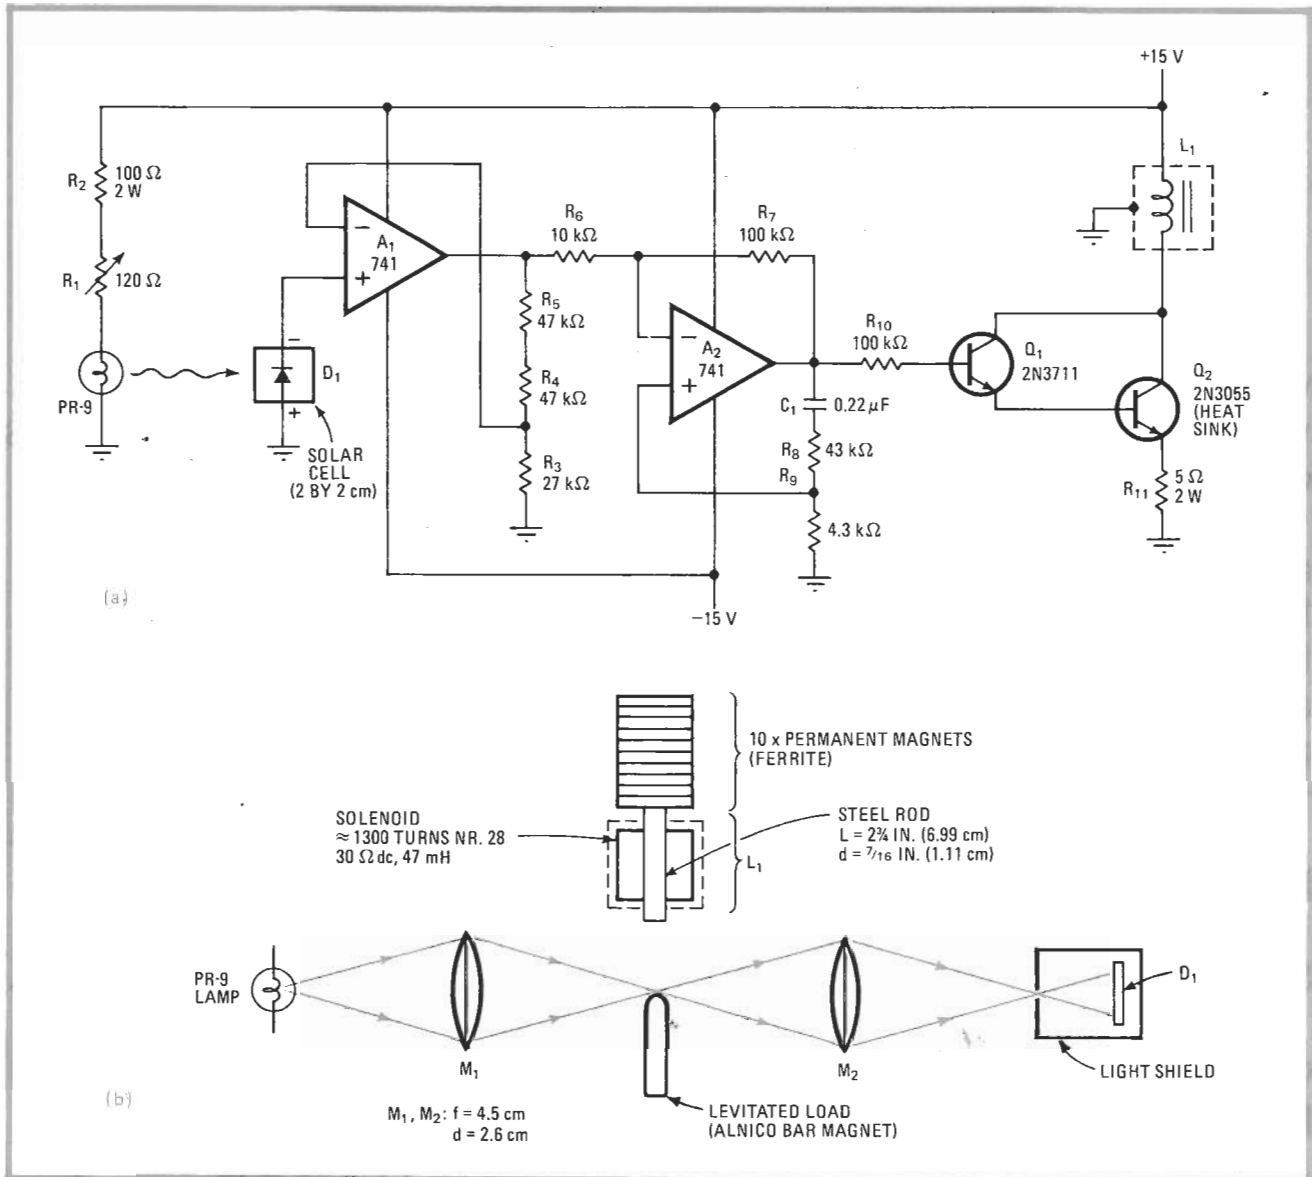 +15 V
L₁
R₂
100 Ω
2 W
R₁
120 Ω
PR-9
−
+
D₁
SOLAR
CELL
(2 BY 2 cm)
−
A₁
741
+
R₆
10 kΩ
R₇
100 kΩ
R₅
47 kΩ
R₄
47 kΩ
R₃
27 kΩ
−
A₂
741
+
R₁₀
100 kΩ
C₁
0.22 μF
R₈
43 kΩ
R₉
4.3 kΩ
Q₁
2N3711
Q₂
2N3055
(HEAT
SINK)
R₁₁
5 Ω
2 W
−15 V
(a)
10 x PERMANENT MAGNETS
(FERRITE)
SOLENOID
≈ 1300 TURNS NR. 28
30 Ω dc, 47 mH
STEEL ROD
L = 2¾ IN. (6.99 cm)
d = 7/16 IN. (1.11 cm)
L₁
PR-9
LAMP
M₁
M₂
D₁
LIGHT SHIELD
LEVITATED LOAD
(ALNICO BAR MAGNET)
M₁, M₂: f = 4.5 cm
d = 2.6 cm
(b)